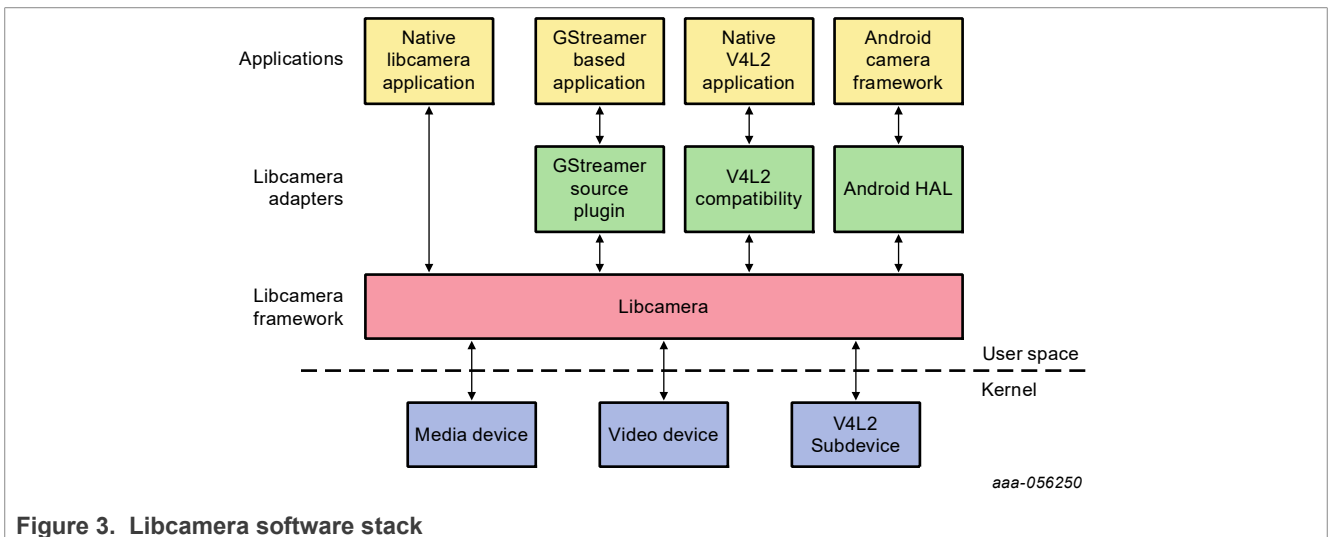 Applications
Native
libcamera
application
GStreamer
based
application
Native
V4L2
application
Android
camera
framework
Libcamera
adapters
GStreamer
source
plugin
V4L2
compatibility
Android HAL
Libcamera
framework
Libcamera
User space
Kernel
Media device
Video device
V4L2
Subdevice
aaa-056250
Figure 3. Libcamera software stack